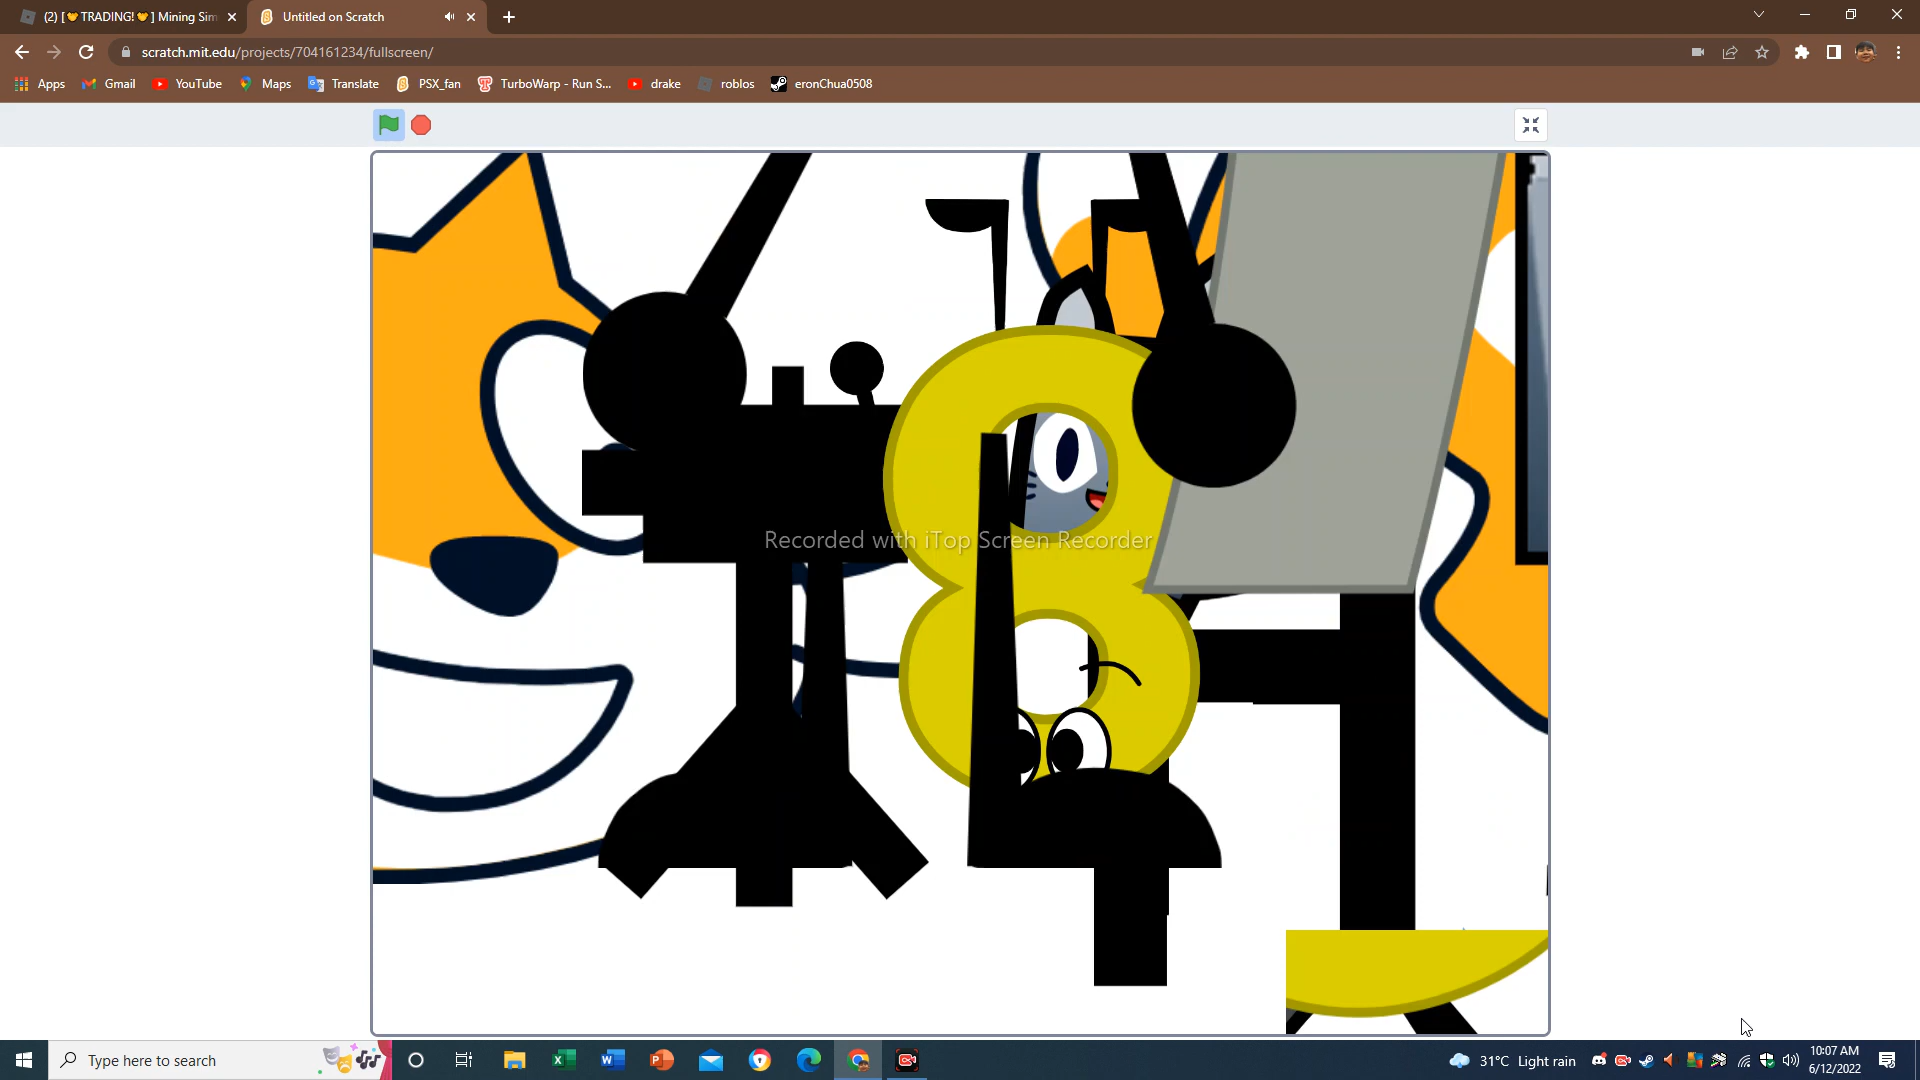 (2) [🤝TRADING!🤝] Mining Sim
Untitled on Scratch
scratch.mit.edu/projects/704161234/fullscreen/
Apps
Gmail
YouTube
Maps
Translate
PSX_fan
TurboWarp - Run S...
drake
roblos
eronChua0508
8
Recorded with iTop Screen Recorder
Type here to search
31°C Light rain
10:07 AM
6/12/2022